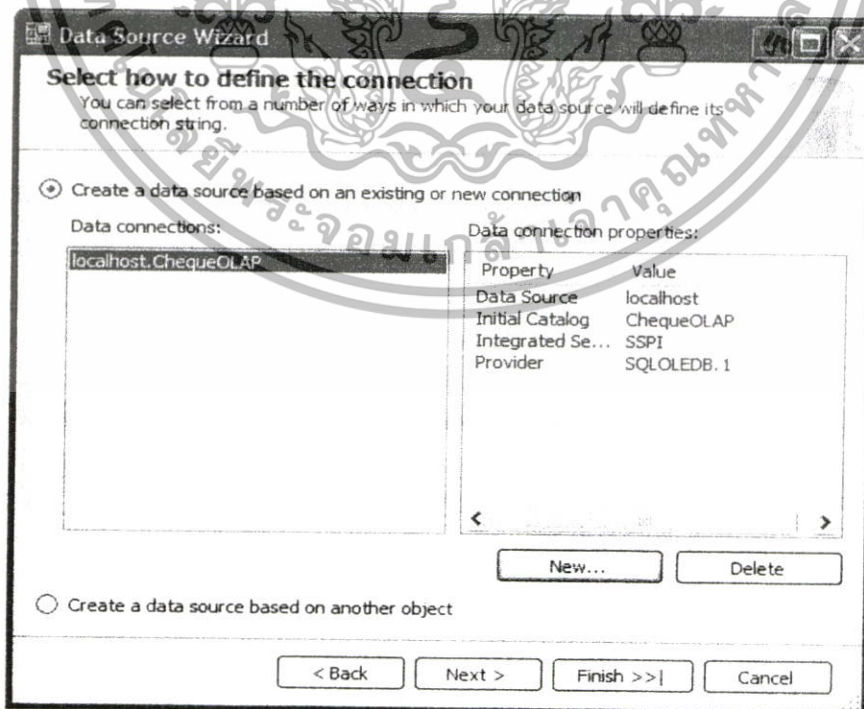 Data Source Wizard
Select how to define the connection
You can select from a number of ways in which your data source will define its
connection string.
Create a data source based on an existing or new connection
Data connections:
localhost.ChequeOLAP
Data connection properties:
Property Value
Data Source localhost
Initial Catalog ChequeOLAP
Integrated Se... SSPI
Provider SQLOLEDB.1
New... Delete
Create a data source based on another object
< Back Next > Finish >>| Cancel